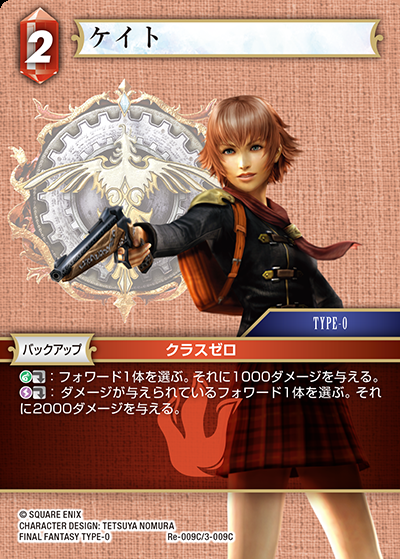 2
ケイト
TYPE-0
バックアップ
クラスゼロ
：フォワード1体を選ぶ。それに1000ダメージを与える。
：ダメージが与えられているフォワード1体を選ぶ。それ
に2000ダメージを与える。
© SQUARE ENIX
CHARACTER DESIGN: TETSUYA NOMURA
FINAL FANTASY TYPE-0
Re-009C/3-009C